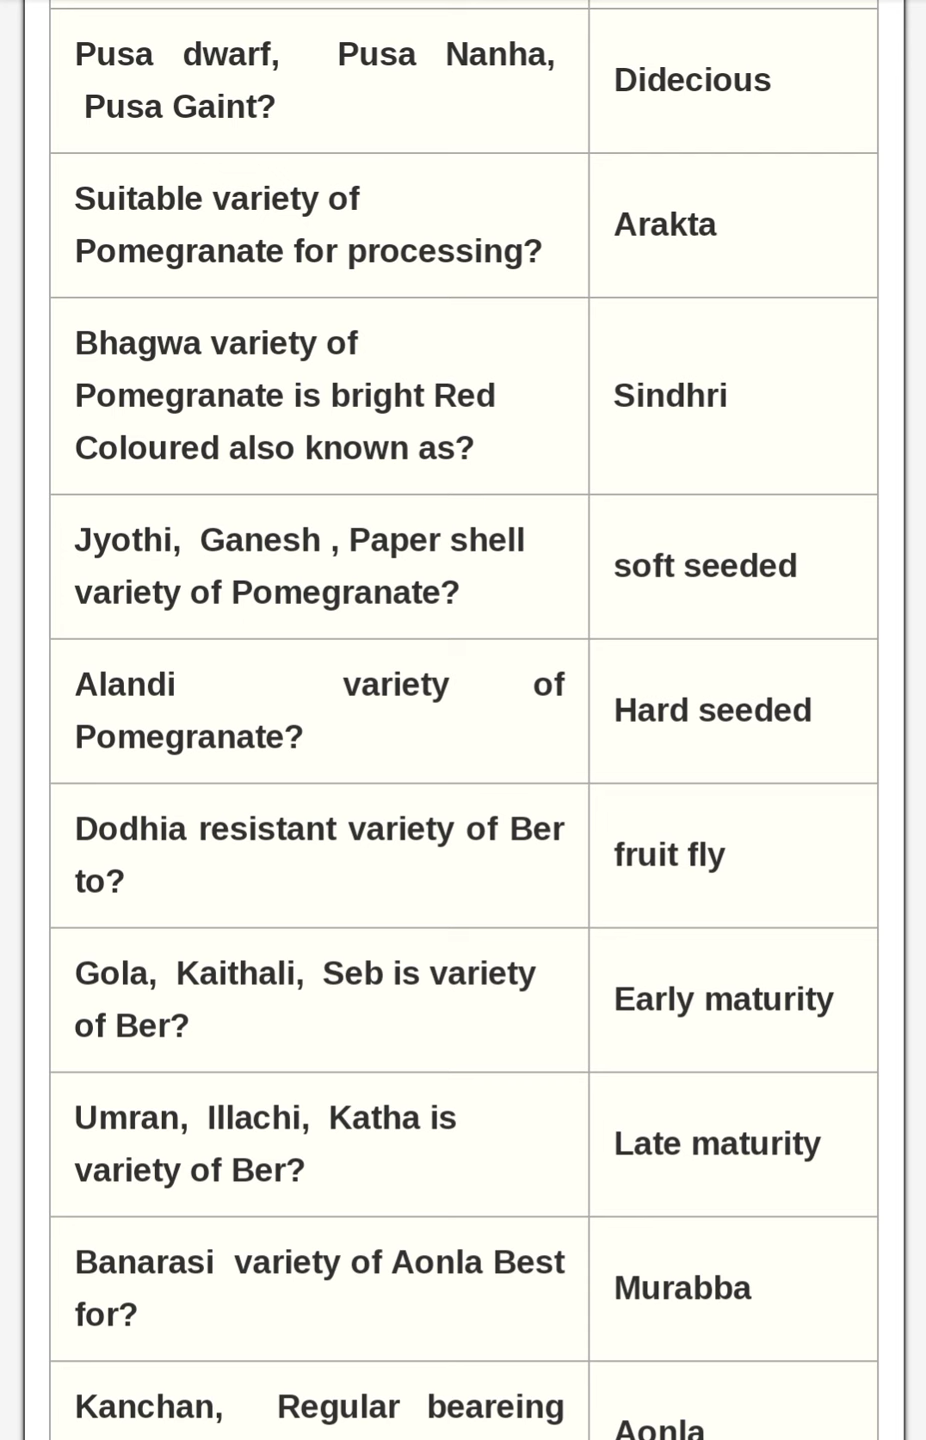 Pusa dwarf, Pusa Nanha,
Pusa Gaint?
Didecious
Suitable variety of
Pomegranate for processing?
Arakta
Bhagwa variety of
Pomegranate is bright Red
Coloured also known as?
Sindhri
Jyothi, Ganesh , Paper shell
variety of Pomegranate?
soft seeded
Alandi variety of
Pomegranate?
Hard seeded
Dodhia resistant variety of Ber
to?
fruit fly
Gola, Kaithali, Seb is variety
of Ber?
Early maturity
Umran, Illachi, Katha is
variety of Ber?
Late maturity
Banarasi variety of Aonla Best
for?
Murabba
Kanchan, Regular beareing
Aonla